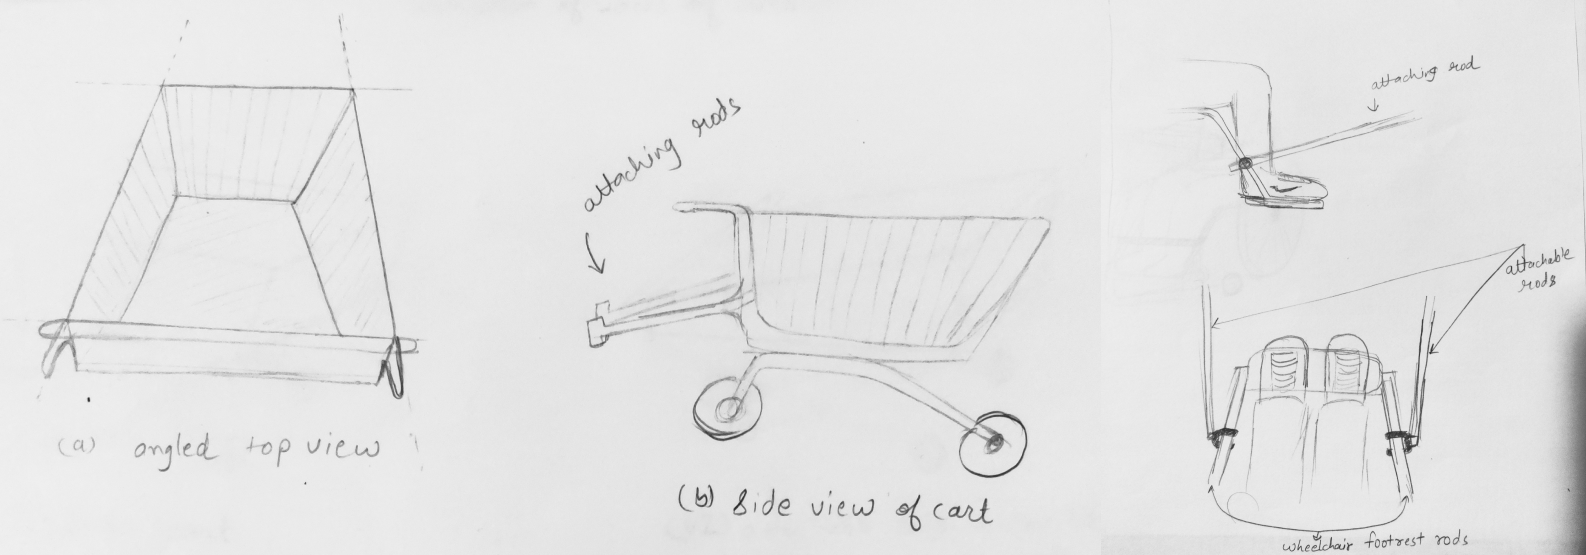 (a) angled top view
attaching rods
(b) Side view of cart
attaching rod
attachable
rods
wheelchair footrest rods